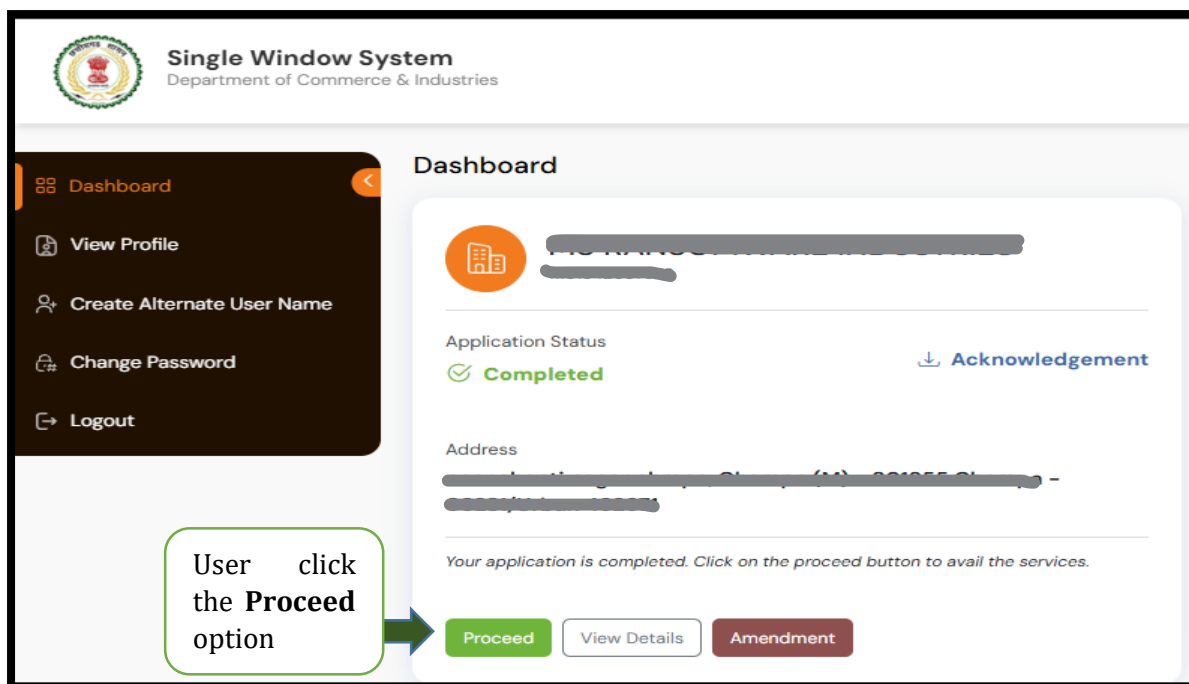 Single Window System
Department of Commerce & Industries
Dashboard
View Profile
Create Alternate User Name
Change Password
Logout
Dashboard
Application Status
Completed
Acknowledgement
Address
Your application is completed. Click on the proceed button to avail the services.
User click
the Proceed
option
Proceed
View Details
Amendment